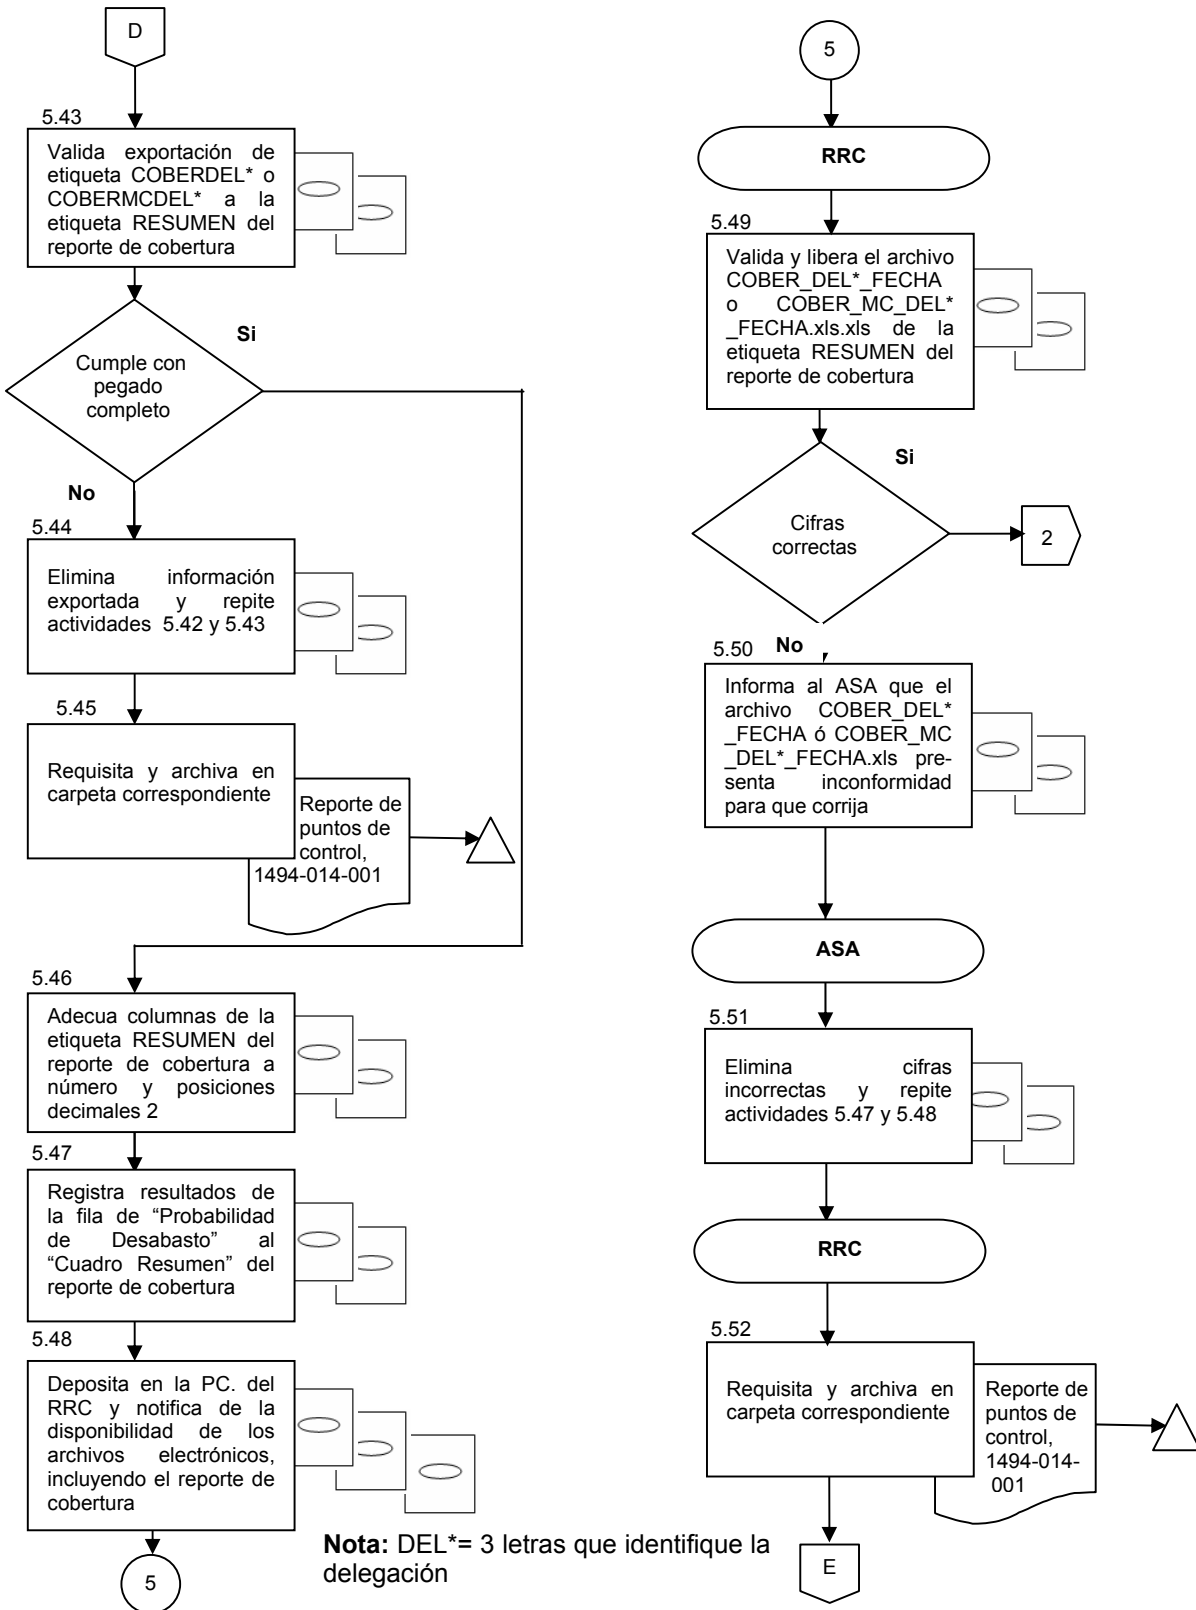 D
5.43
Valida exportación de
etiqueta COBERDEL* o
COBERMCDEL* a la
etiqueta RESUMEN del
reporte de cobertura
Si
Cumple con
pegado
completo
No
5.44
Elimina información
exportada y repite
actividades 5.42 y 5.43
5.45
Requisita y archiva en
carpeta correspondiente
Reporte de
puntos de
control,
1494-014-001
5.46
Adecua columnas de la
etiqueta RESUMEN del
reporte de cobertura a
número y posiciones
decimales 2
5.47
Registra resultados de
la fila de “Probabilidad
de Desabasto” al
“Cuadro Resumen” del
reporte de cobertura
5.48
Deposita en la PC. del
RRC y notifica de la
disponibilidad de los
archivos electrónicos,
incluyendo el reporte de
cobertura
5
Nota: DEL*= 3 letras que identifique la
delegación
5
RRC
5.49
Valida y libera el archivo
COBER_DEL*_FECHA
o COBER_MC_DEL*
_FECHA.xls.xls de la
etiqueta RESUMEN del
reporte de cobertura
Si
Cifras
correctas
2
No
5.50
Informa al ASA que el
archivo COBER_DEL*
_FECHA ó COBER_MC
_DEL*_FECHA.xls pre-
senta inconformidad
para que corrija
ASA
5.51
Elimina cifras
incorrectas y repite
actividades 5.47 y 5.48
RRC
5.52
Requisita y archiva en
carpeta correspondiente
Reporte de
puntos de
control,
1494-014-
001
E